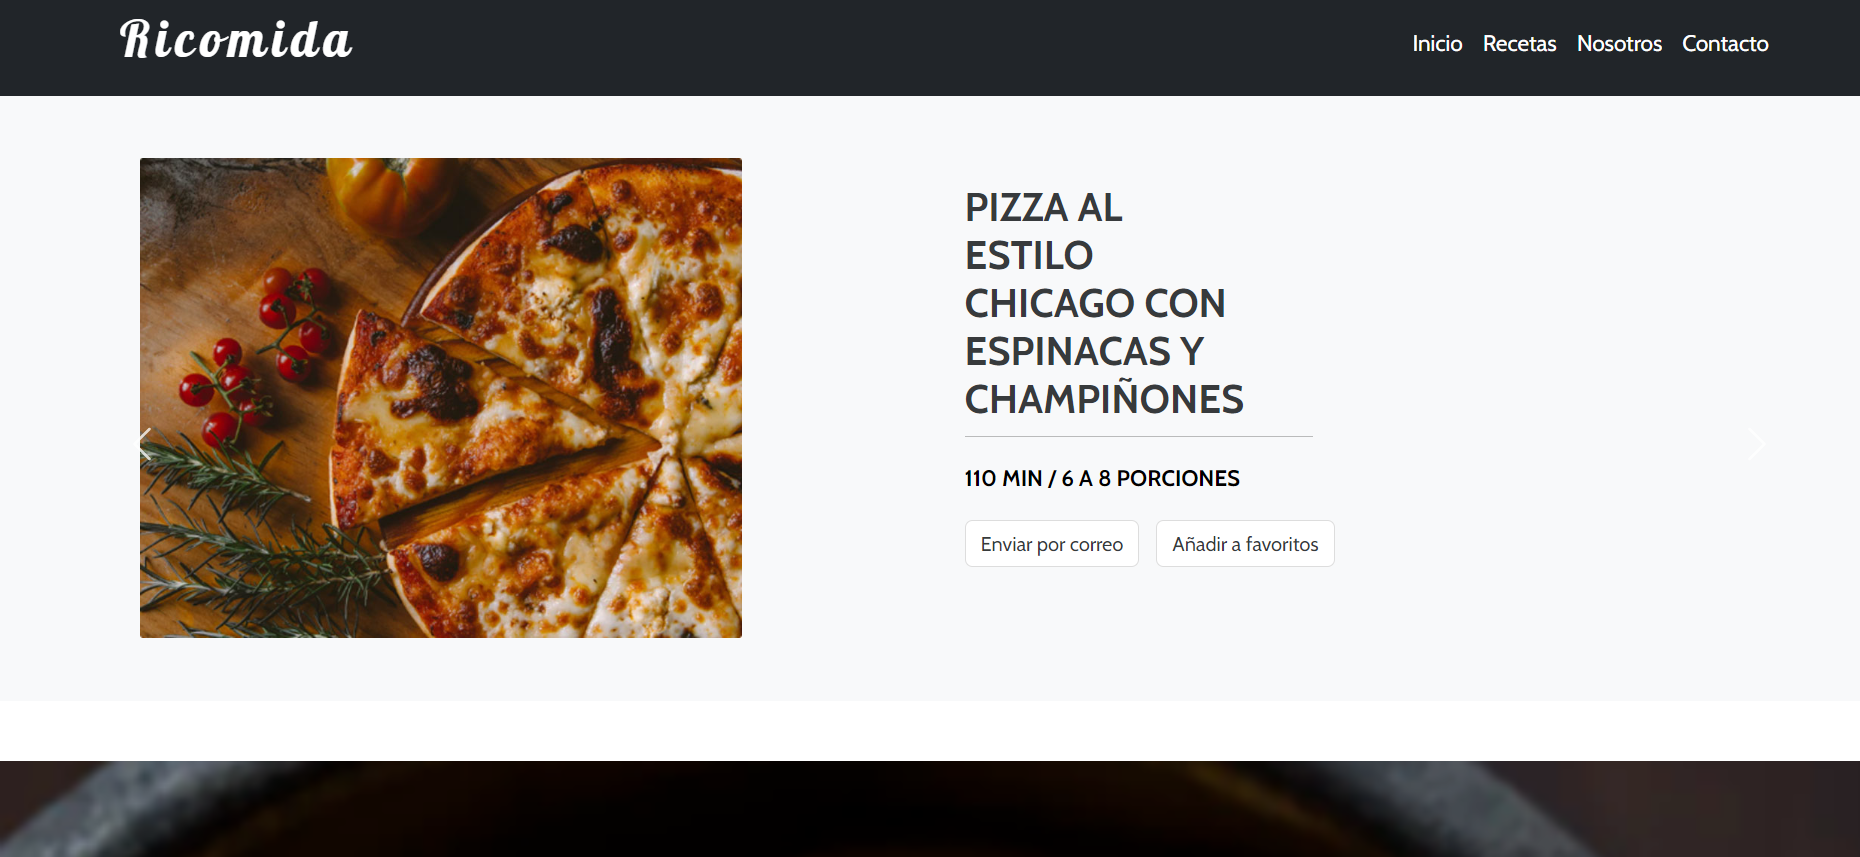 Ricomida
Inicio Recetas Nosotros Contacto
PIZZA AL
ESTILO
CHICAGO CON
ESPINACAS Y
CHAMPIÑONES
110 MIN / 6 A 8 PORCIONES
Enviar por correo Añadir a favoritos